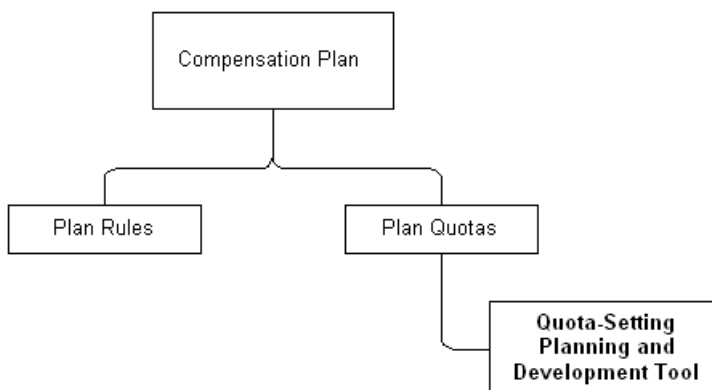 Compensation Plan
Plan Rules
Plan Quotas
Quota-Setting
Planning and
Development Tool